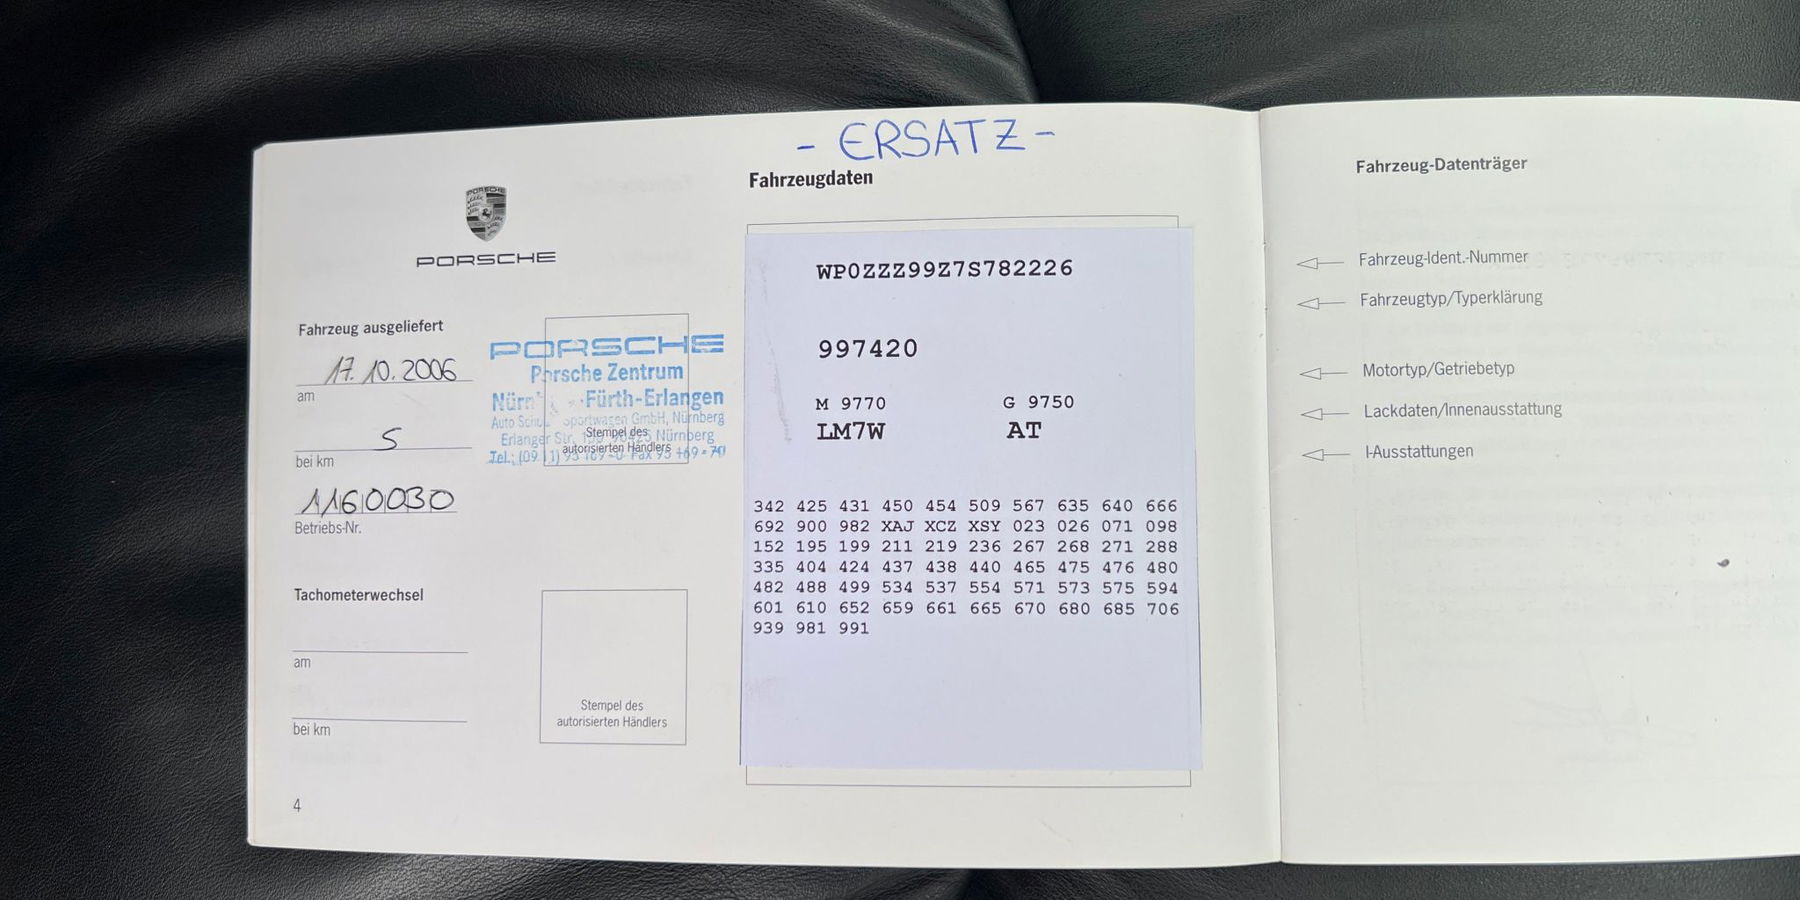 - ERSATZ -
PORSCHE
PORSCHE
Fahrzeug ausgeliefert
17.10.2006
am
5
bei km
1160030
Betriebs-Nr.
PORSCHE
Porsche Zentrum
Fürth-Erlangen
GmbH, Nürnberg
Erlanger Str. Nürnberg
Stempel des
autorisierten Händlers
Tachometerwechsel
am
bei km
Stempel des
autorisierten Händlers
4
Fahrzeugdaten
WP0ZZZ99Z7S782226
997420
M 9770 G 9750
LM7W AT
342 425 431 450 454 509 567 635 640 666
692 900 982 XAJ XCZ XSY 023 026 071 098
152 195 199 211 219 236 267 268 271 288
335 404 424 437 438 440 465 475 476 480
482 488 499 534 537 554 571 573 575 594
601 610 652 659 661 665 670 680 685 706
939 981 991
Fahrzeug-Datenträger
Fahrzeug-Ident.-Nummer
Fahrzeugtyp/Typerklärung
Motortyp/Getriebetyp
Lackdaten/Innenausstattung
I-Ausstattungen